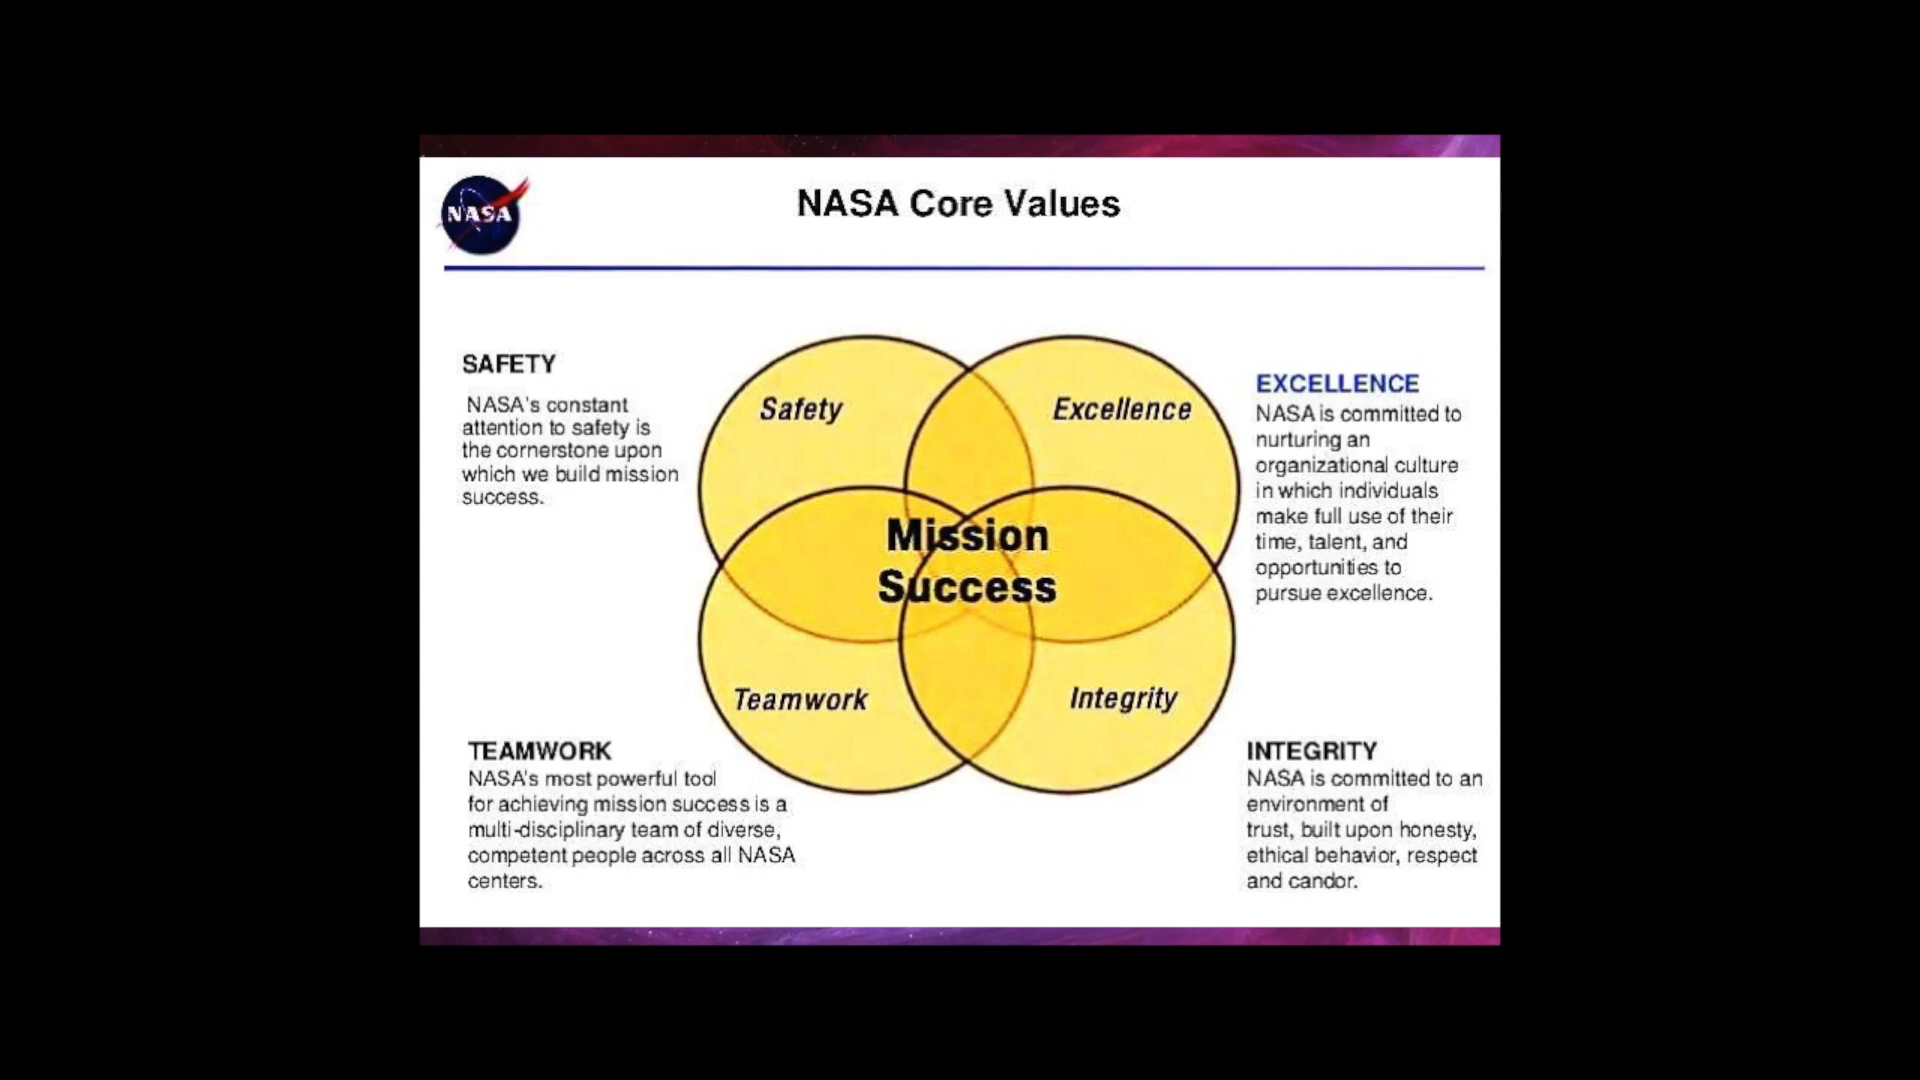 NASA
NASA Core Values
SAFETY
NASA's constant
attention to safety is
the cornerstone upon
which we build mission
success.
Safety
Excellence
Mission
Success
Teamwork
Integrity
EXCELLENCE
NASA is committed to
nurturing an
organizational culture
in which individuals
make full use of their
time, talent, and
opportunities to
pursue excellence.
TEAMWORK
NASA's most powerful tool
for achieving mission success is a
multi-disciplinary team of diverse,
competent people across all NASA
centers.
INTEGRITY
NASA is committed to an
environment of
trust, built upon honesty,
ethical behavior, respect
and candor.